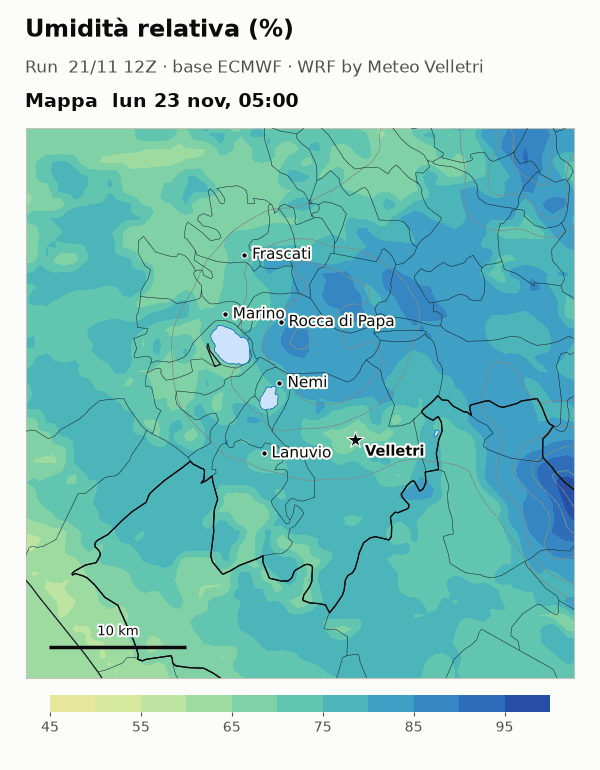 Umidità relativa (%)
Run  21/11 12Z · base ECMWF · WRF by Meteo Velletri
Mappa  lun 23 nov, 05:00
Frascati
Marino
Rocca di Papa
Nemi
Velletri
Lanuvio
10 km
45 55 65 75 85 95